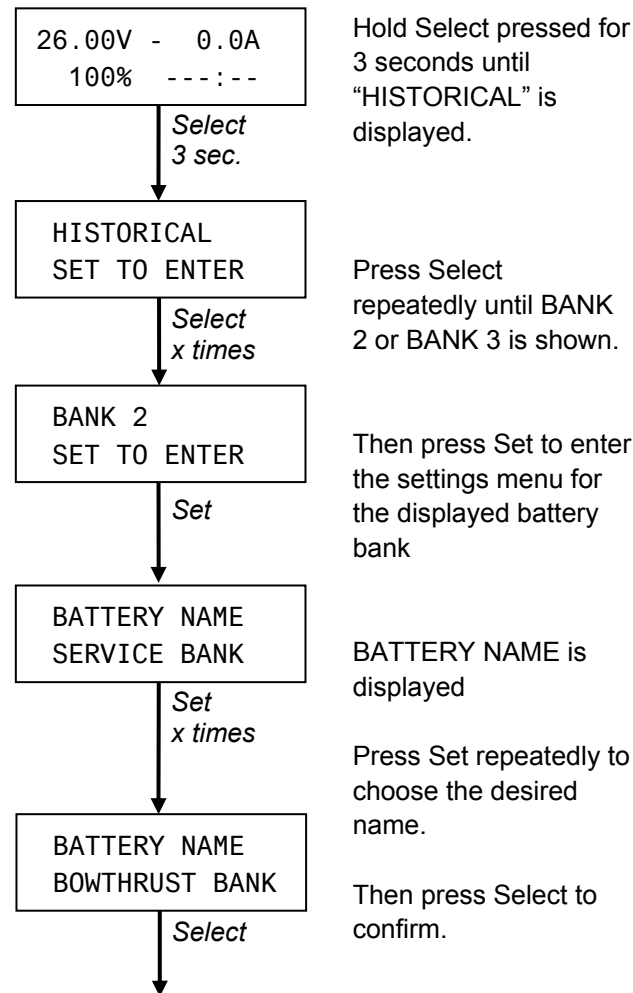 26.00V - 0.0A
100% ---:--
Hold Select pressed for
3 seconds until
“HISTORICAL” is
displayed.
Select
3 sec.
HISTORICAL
SET TO ENTER
Press Select
repeatedly until BANK
2 or BANK 3 is shown.
Select
x times
BANK 2
SET TO ENTER
Then press Set to enter
the settings menu for
the displayed battery
bank
Set
BATTERY NAME
SERVICE BANK
BATTERY NAME is
displayed
Set
x times
Press Set repeatedly to
choose the desired
name.
BATTERY NAME
BOWTHRUST BANK
Then press Select to
confirm.
Select